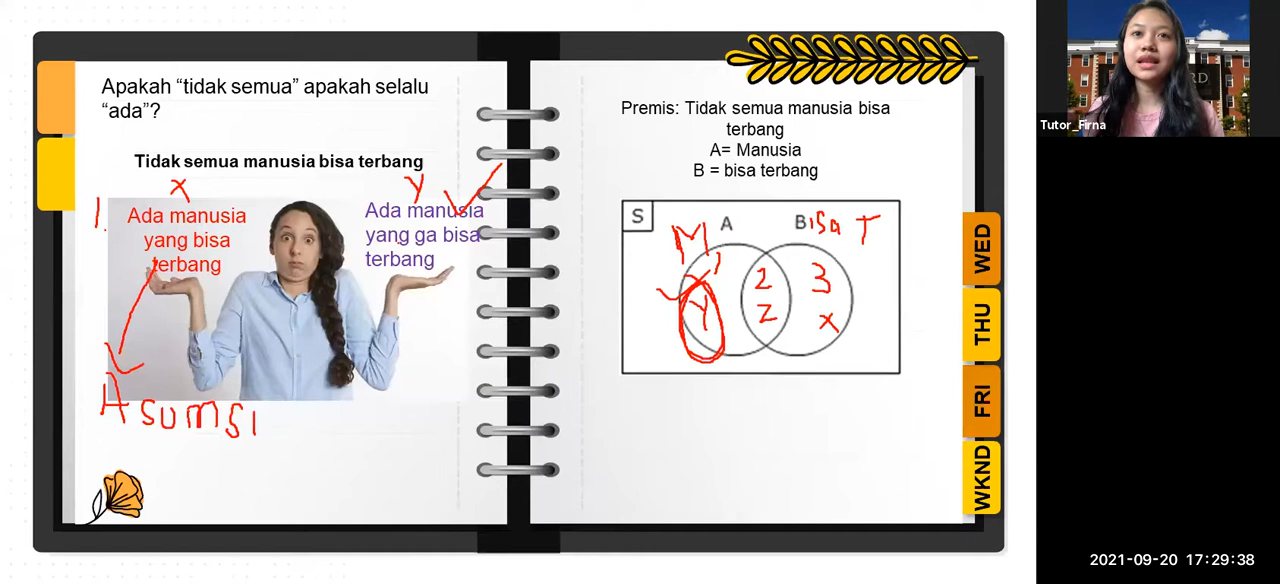 Apakah “tidak semua” apakah selalu
“ada”?
Tidak semua manusia bisa terbang
x
y
1.
Ada manusia
yang bisa
terbang
Ada manusia
yang ga bisa
terbang
Asumsi
Premis: Tidak semua manusia bisa
terbang
A= Manusia
B = bisa terbang
S
A
Bisa T
M
2
3
Y
Z
x
WED
THU
FRI
WKND
RD
Tutor_Firna
2021-09-20 17:29:38